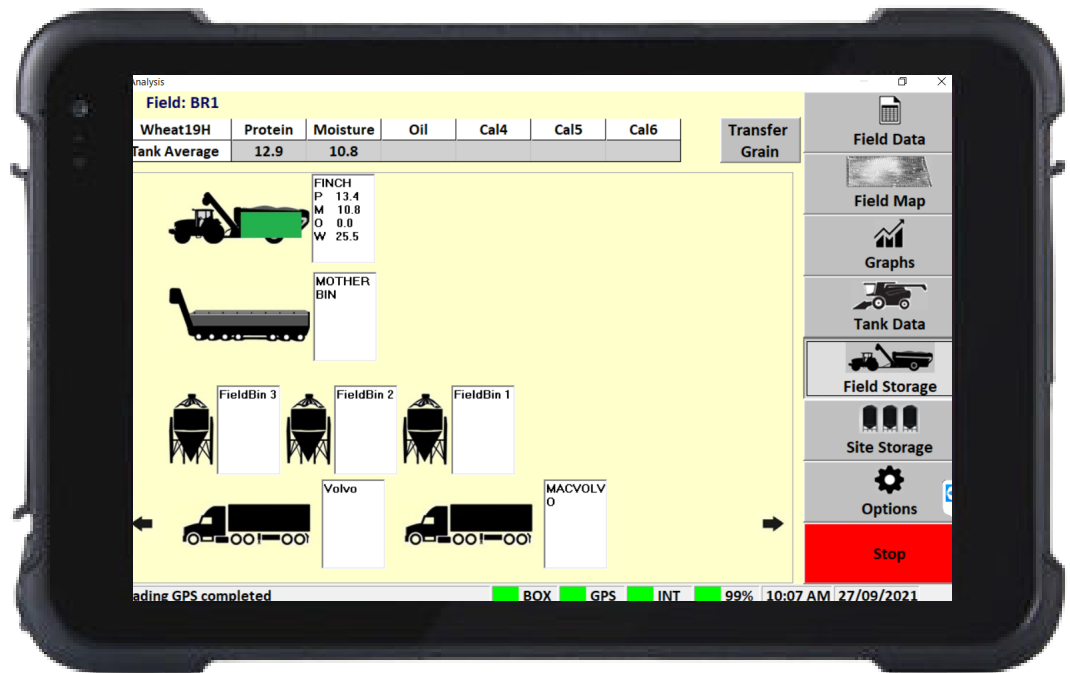 Analysis
Field: BR1
Wheat19H Protein Moisture Oil Cal4 Cal5 Cal6
Tank Average 12.9 10.8
Transfer
Grain
FINCH
P 13.4
M 10.8
O 0.0
W 25.5
MOTHER
BIN
FieldBin 3 FieldBin 2 FieldBin 1
Volvo MACVOLV
O
Field Data
Field Map
Graphs
Tank Data
Field Storage
Site Storage
Options
Stop
ading GPS completed BOX GPS INT 99% 10:07 AM 27/09/2021